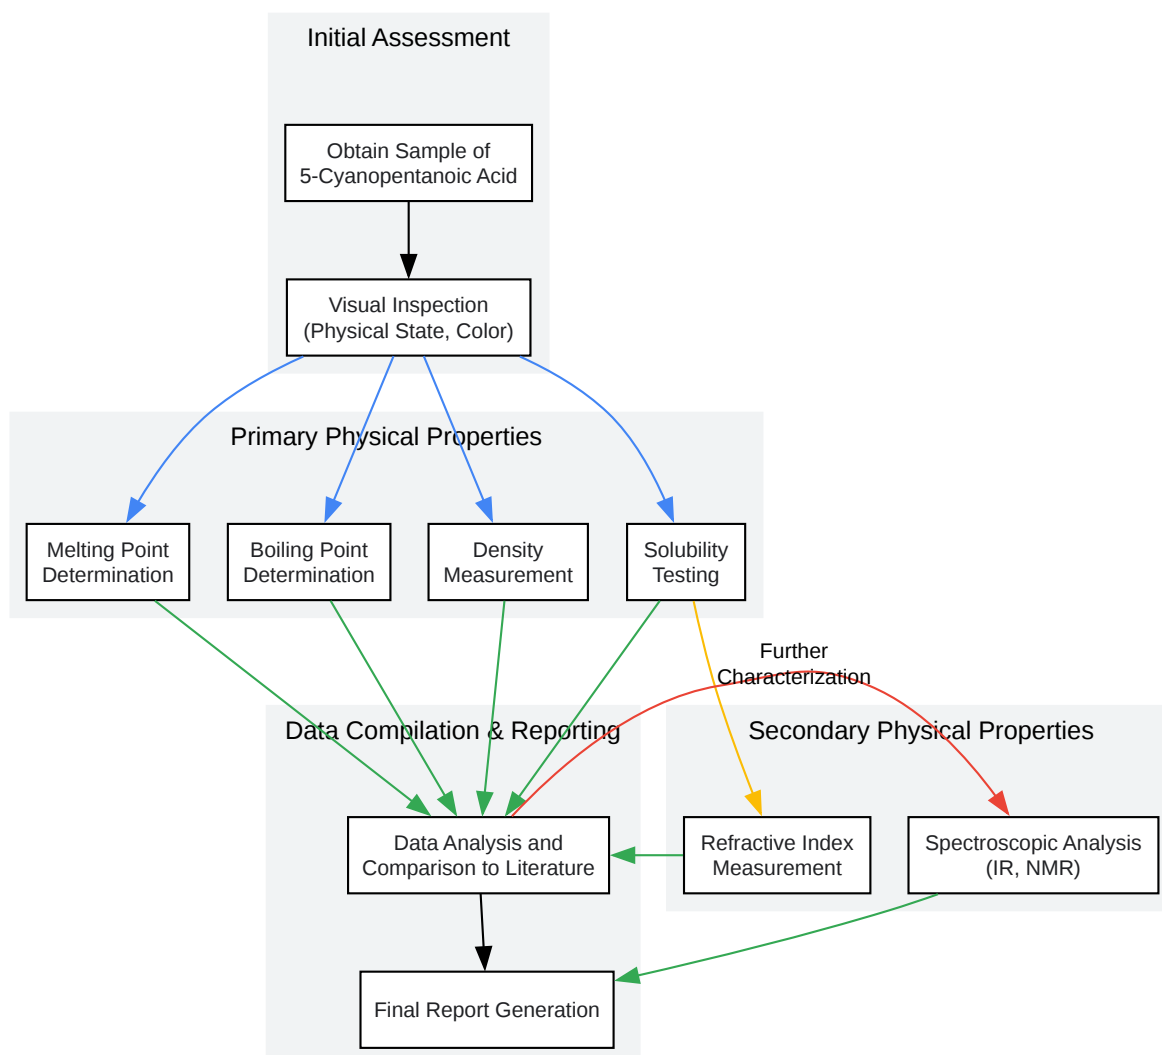 Initial Assessment
Obtain Sample of
5-Cyanopentanoic Acid
Visual Inspection
(Physical State, Color)
Primary Physical Properties
Melting Point
Determination
Boiling Point
Determination
Density
Measurement
Solubility
Testing
Further
Characterization
Data Compilation & Reporting
Secondary Physical Properties
Data Analysis and
Comparison to Literature
Refractive Index
Measurement
Spectroscopic Analysis
(IR, NMR)
Final Report Generation